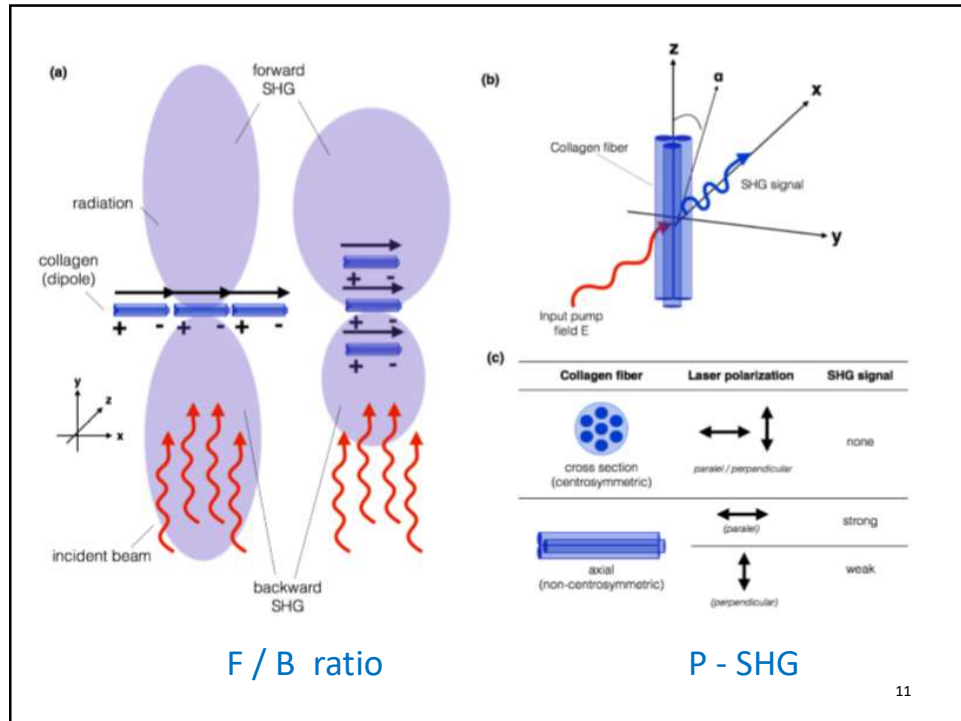 (a)
forward
SHG
radiation
collagen
(dipole)
+ - + - + -
+ -
+ -
+ -
y
z
x
incident beam
backward
SHG
F / B ratio
(b)
z
α
x
Collagen fiber
SHG signal
y
Input pump
field E
(c)
Collagen fiber Laser polarization SHG signal
cross section
(centrosymmetric)
paralel / perpendicular
none
axial
(non-centrosymmetric)
(paralel)
strong
(perpendicular)
weak
P - SHG
11